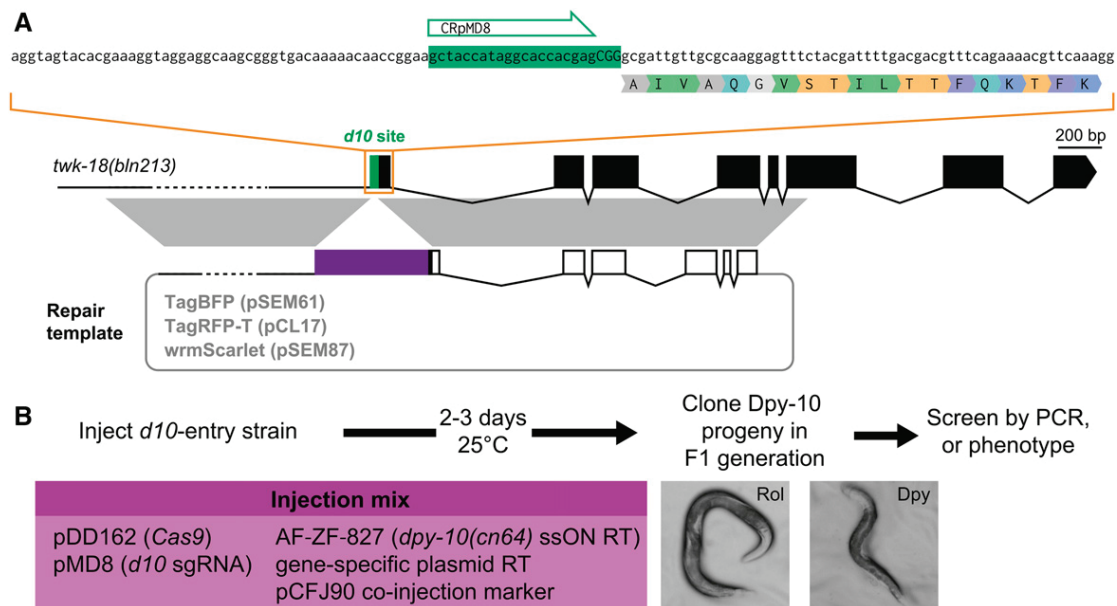 A
CRpMD8
aggtagtacacgaaaggtaggaggcaagcgggtgacaaaaacaaccggaagctaccataggcaccacgagCGGgcgattgttgcgcaaggagtttctacgattttgacgacgtttcagaaaacgttcaaagg
A I V A Q G V S T I L T T F Q K T F K
d10 site
200 bp
twk-18(bln213)
Repair template
TagBFP (pSEM61)
TagRFP-T (pCL17)
wrmScarlet (pSEM87)
B
Inject d10-entry strain
2-3 days
25°C
Clone Dpy-10
progeny in
F1 generation
Screen by PCR,
or phenotype
Injection mix
pDD162 (Cas9)
AF-ZF-827 (dpy-10(cn64) ssON RT)
pMD8 (d10 sgRNA)
gene-specific plasmid RT
pCFJ90 co-injection marker
Rol
Dpy